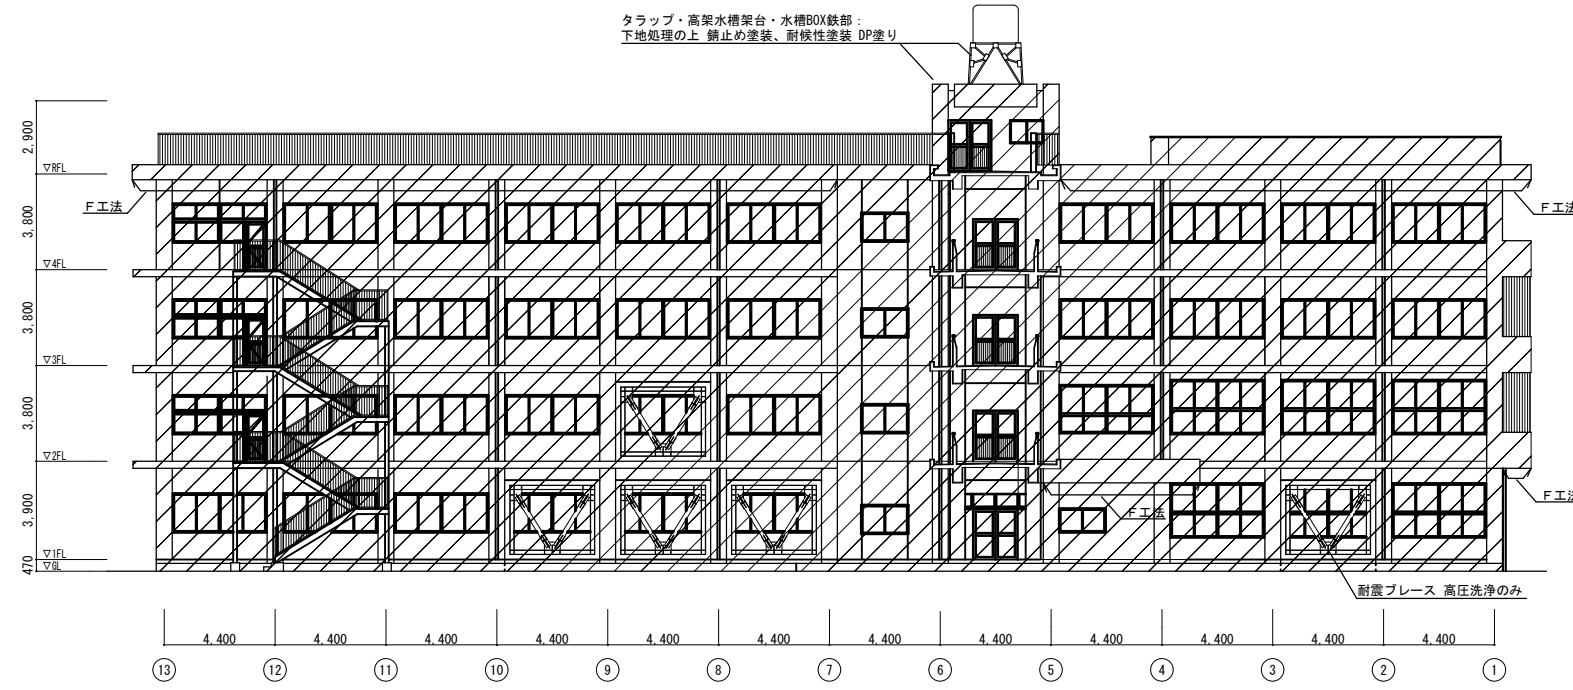 タラップ・高架水槽架台・水槽BOX鉄部：
下地処理の上 錆止め塗装、耐候性塗装 DP塗り
2,900
▽RFL
Ｆ工法
Ｆ工法
3,800
▽4FL
3,800
▽3FL
3,800
▽2FL
Ｆ工法
3,900
Ｆ工法
▽1FL
470
▽GL
耐震ブレース 高圧洗浄のみ
4,400 4,400 4,400 4,400 4,400 4,400 4,400 4,400 4,400 4,400 4,400 4,400
13 12 11 10 9 8 7 6 5 4 3 2 1